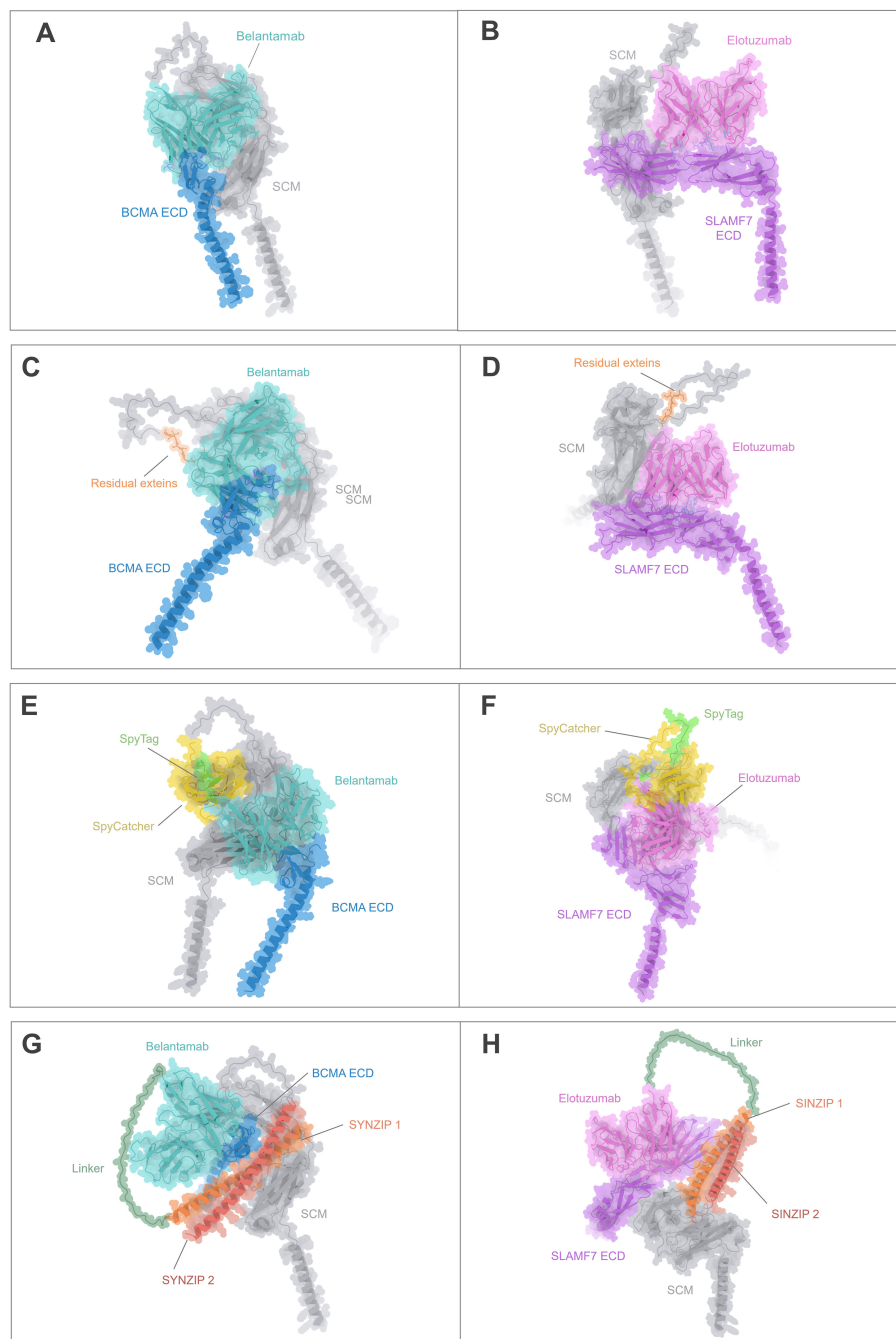 A
Belantamab
SCM
BCMA ECD
B
Elotuzumab
SCM
SLAMF7
ECD
C
Belantamab
Residual exteins
SCM
SCM
BCMA ECD
D
Residual exteins
SCM
Elotuzumab
SLAMF7 ECD
E
SpyTag
Belantamab
SpyCatcher
SCM
BCMA ECD
F
SpyTag
SpyCatcher
SCM
Elotuzumab
SLAMF7 ECD
G
Belantamab
BCMA ECD
SYNZIP 1
Linker
SCM
SYNZIP 2
H
Linker
Elotuzumab
SINZIP 1
SINZIP 2
SLAMF7 ECD
SCM